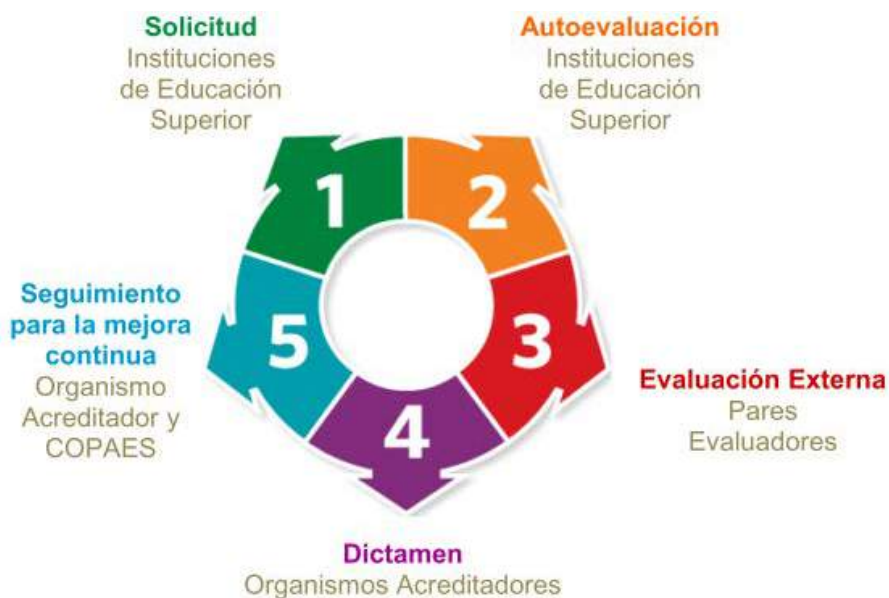 Solicitud
Instituciones
de Educación
Superior
Autoevaluación
Instituciones
de Educación
Superior
1
2
3
4
5
Evaluación Externa
Pares
Evaluadores
Dictamen
Organismos Acreditadores
Seguimiento
para la mejora
continua
Organismo
Acreditador y
COPAES